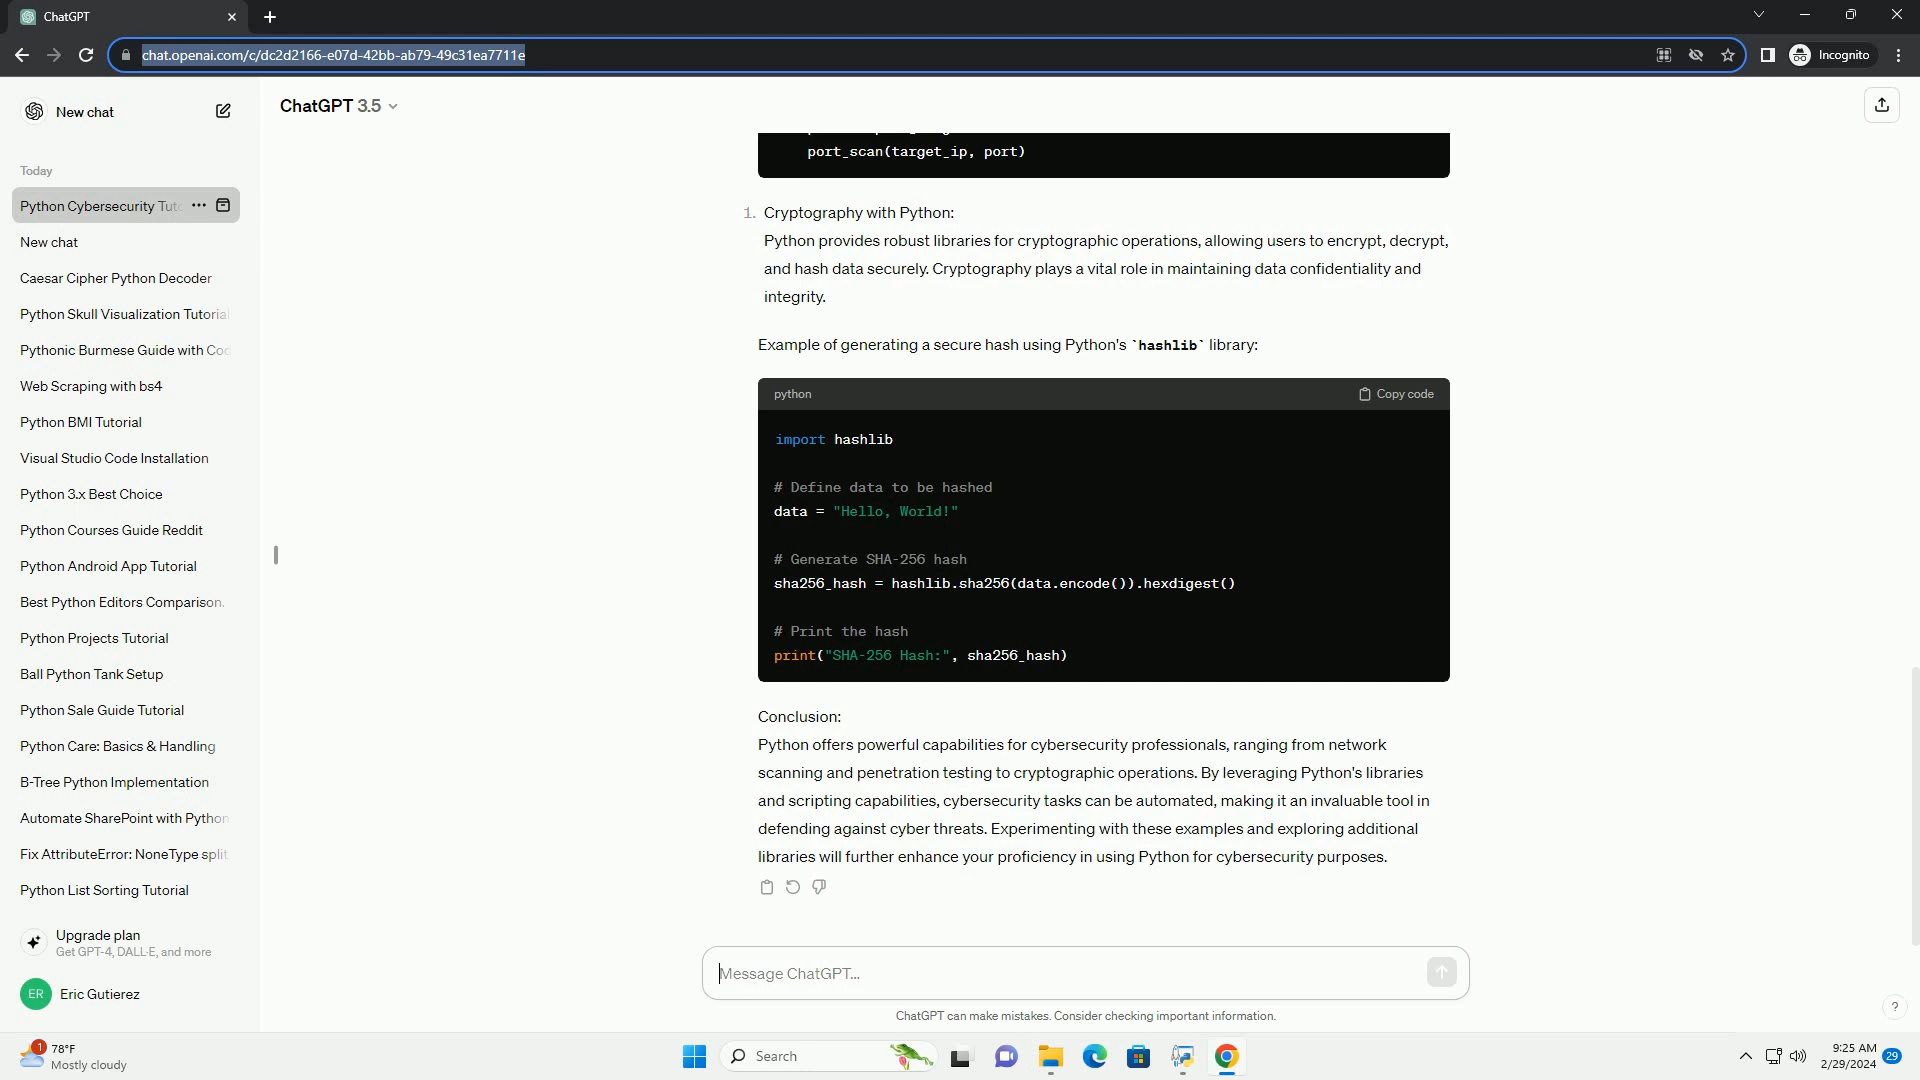 ChatGPT
chat.openai.com/c/dc2d2166-e07d-42bb-ab79-49c31ea7711e
Incognito
New chat
ChatGPT 3.5
Today
Python Cybersecurity Tuto
New chat
Caesar Cipher Python Decoder
Python Skull Visualization Tutorial
Pythonic Burmese Guide with Cod
Web Scraping with bs4
Python BMI Tutorial
Visual Studio Code Installation
Python 3.x Best Choice
Python Courses Guide Reddit
Python Android App Tutorial
Best Python Editors Comparison.
Python Projects Tutorial
Ball Python Tank Setup
Python Sale Guide Tutorial
Python Care: Basics & Handling
B-Tree Python Implementation
Automate SharePoint with Python
Fix AttributeError: NoneType split
Python List Sorting Tutorial
Upgrade plan
Get GPT-4, DALL·E, and more
ER Eric Gutierez
port_scan(target_ip, port)
1. Cryptography with Python:
Python provides robust libraries for cryptographic operations, allowing users to encrypt, decrypt,
and hash data securely. Cryptography plays a vital role in maintaining data confidentiality and
integrity.
Example of generating a secure hash using Python's `hashlib` library:
python Copy code
import hashlib
# Define data to be hashed
data = "Hello, World!"
# Generate SHA-256 hash
sha256_hash = hashlib.sha256(data.encode()).hexdigest()
# Print the hash
print("SHA-256 Hash:", sha256_hash)
Conclusion:
Python offers powerful capabilities for cybersecurity professionals, ranging from network
scanning and penetration testing to cryptographic operations. By leveraging Python's libraries
and scripting capabilities, cybersecurity tasks can be automated, making it an invaluable tool in
defending against cyber threats. Experimenting with these examples and exploring additional
libraries will further enhance your proficiency in using Python for cybersecurity purposes.
Message ChatGPT...
ChatGPT can make mistakes. Consider checking important information.
?
1 78°F
Mostly cloudy
Search
9:25 AM
2/29/2024
29